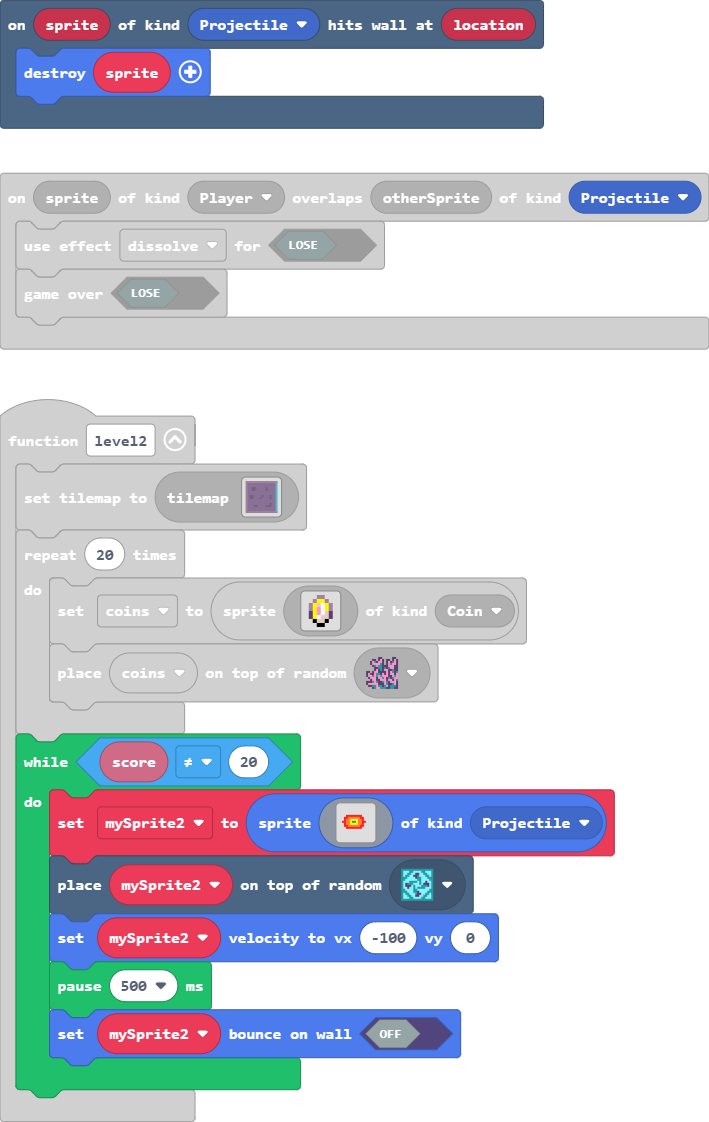 on sprite of kind Projectile hits wall at location
destroy sprite
on sprite of kind Player overlaps otherSprite of kind Projectile
use effect dissolve for LOSE
game over LOSE
function level2
set tilemap to tilemap
repeat 20 times
do
set coins to sprite of kind Coin
place coins on top of random
while score ≠ 20
do
set mySprite2 to sprite of kind Projectile
place mySprite2 on top of random
set mySprite2 velocity to vx -100 vy 0
pause 500 ms
set mySprite2 bounce on wall OFF